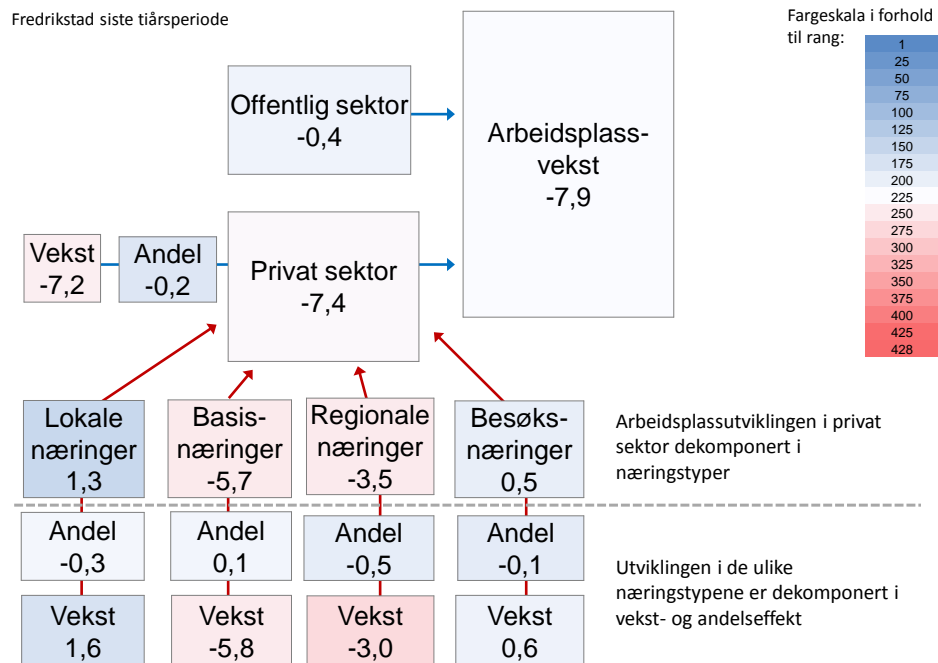 Fredrikstad siste tiårsperiode
Fargeskala i forhold
til rang:
1
25
50
75
100
125
150
175
200
225
250
275
300
325
350
375
400
425
428
Offentlig sektor
-0,4
Arbeidsplass-
vekst
-7,9
Vekst
-7,2
Andel
-0,2
Privat sektor
-7,4
Lokale
næringer
1,3
Basis-
næringer
-5,7
Regionale
næringer
-3,5
Besøks-
næringer
0,5
Arbeidsplassutviklingen i privat
sektor dekomponert i
næringstyper
Andel
-0,3
Andel
0,1
Andel
-0,5
Andel
-0,1
Vekst
1,6
Vekst
-5,8
Vekst
-3,0
Vekst
0,6
Utviklingen i de ulike
næringstypene er dekomponert i
vekst- og andelseffekt